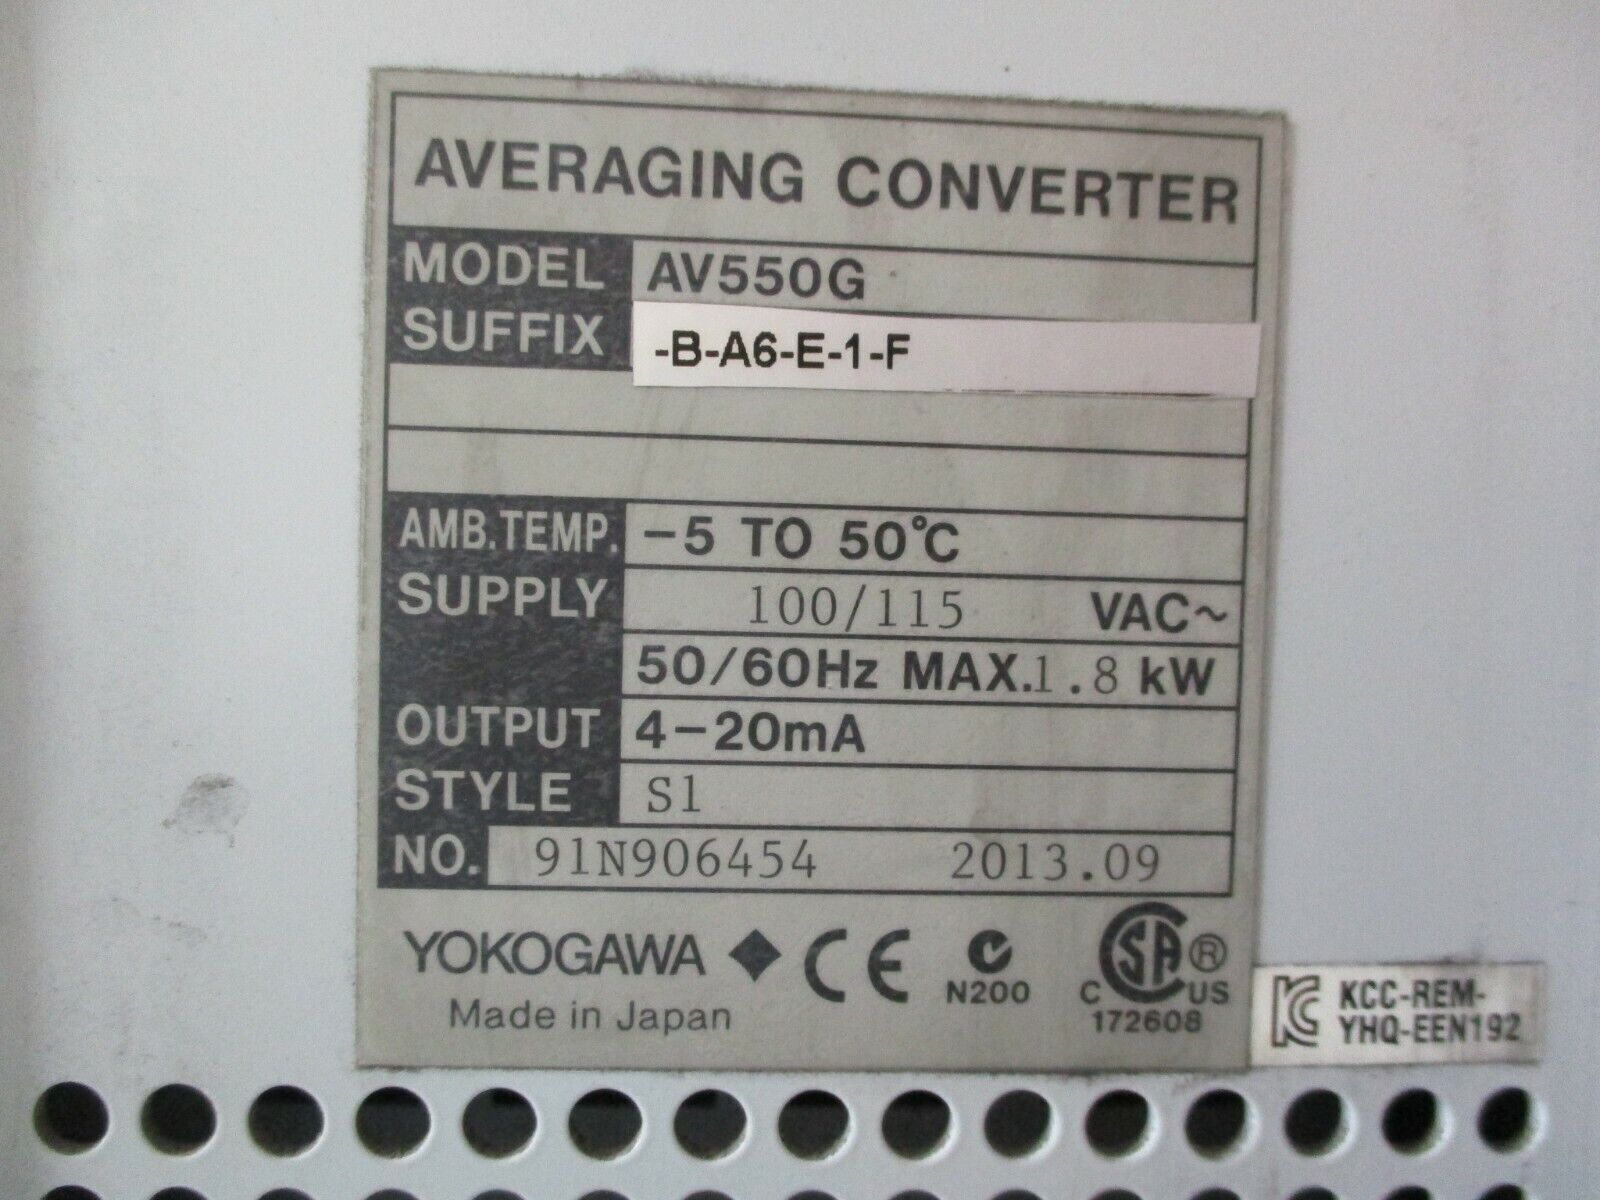 AVERAGING CONVERTER
MODEL AV550G
SUFFIX -B-A6-E-1-F
AMB.TEMP. -5 TO 50℃
SUPPLY 100/115 VAC~
50/60Hz MAX.1.8 kW
OUTPUT 4-20mA
STYLE S1
NO. 91N906454 2013.09
YOKOGAWA ◆ CE N200 C SA ® C US
Made in Japan 172608
KCC-REM-
YHQ-EEN192